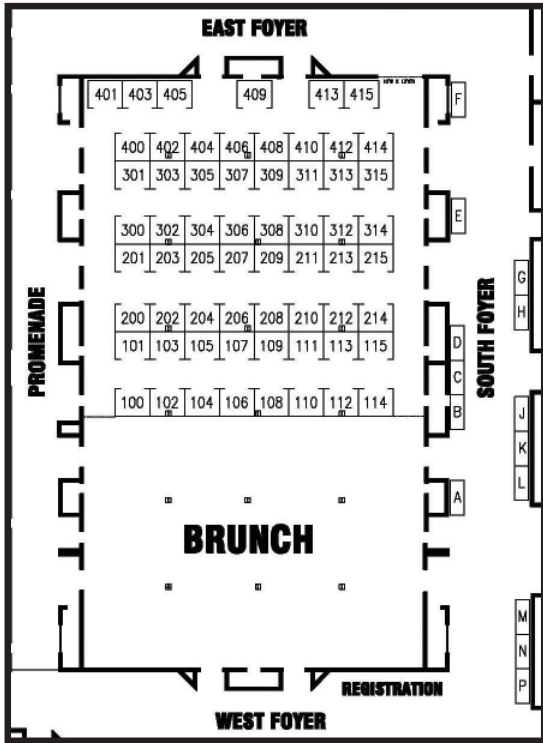 EAST FOYER
401 403 405 409 413 415
F
400 402 404 406 408 410 412 414
301 303 305 307 309 311 313 315
E
300 302 304 306 308 310 312 314
201 203 205 207 209 211 213 215
G
H
PROMENADE
SOUTH FOYER
200 202 204 206 208 210 212 214
101 103 105 107 109 111 113 115
D
C
B
100 102 104 106 108 110 112 114
J
K
L
A
BRUNCH
M
N
P
REGISTRATION
WEST FOYER